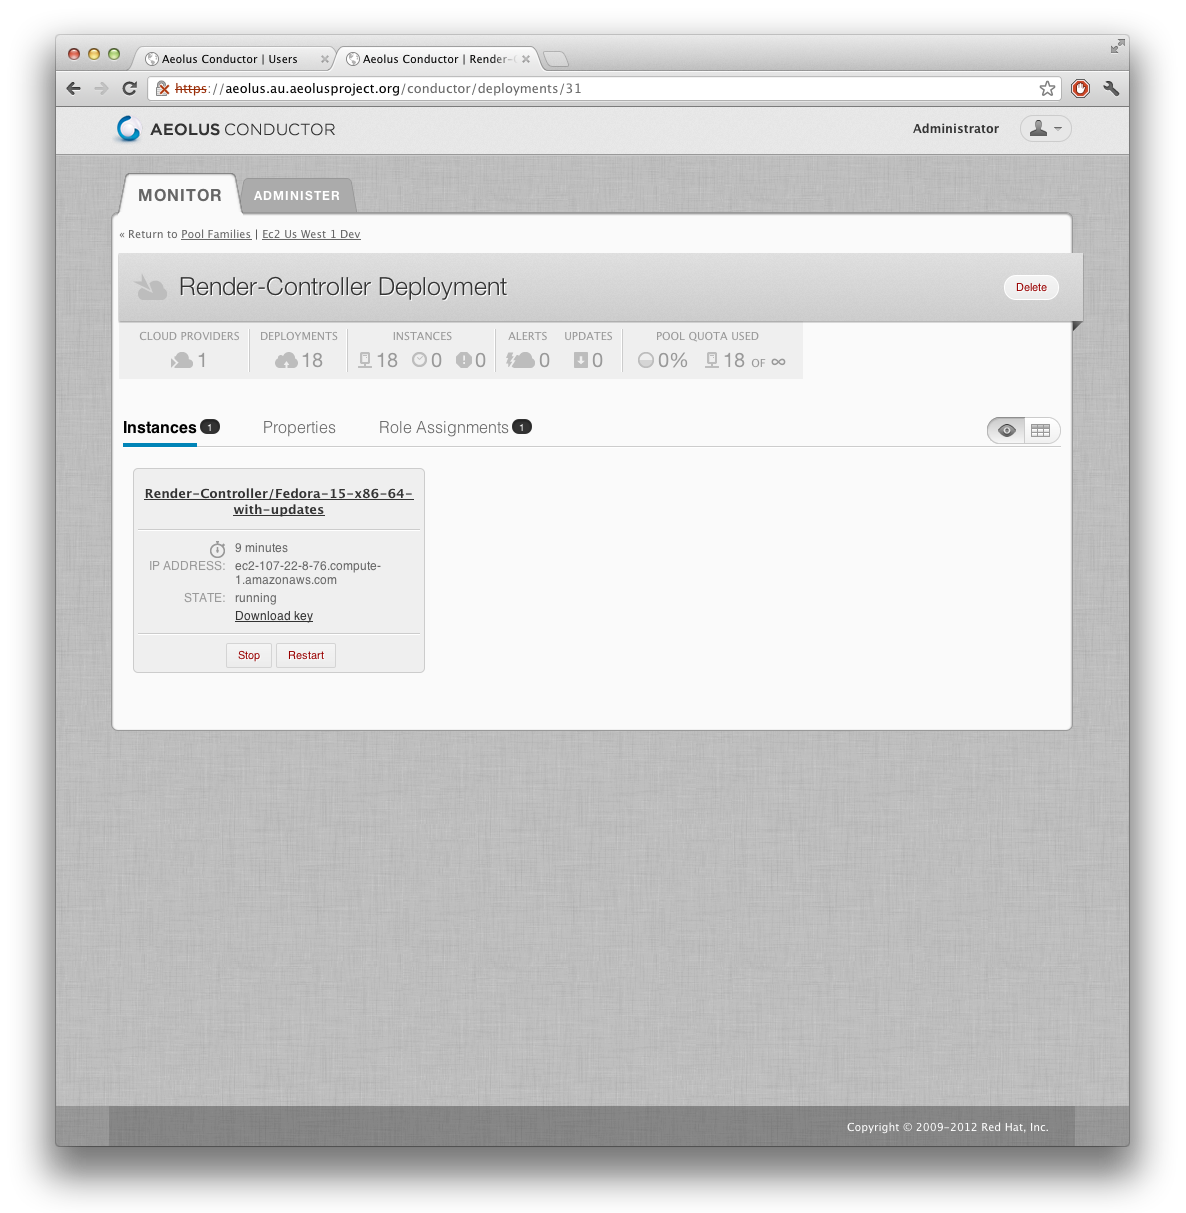 Aeolus Conductor | Users
Aeolus Conductor | Render-
https://aeolus.au.aeolusproject.org/conductor/deployments/31
AEOLUS CONDUCTOR
Administrator
MONITOR
ADMINISTER
« Return to Pool Families | Ec2 Us West 1 Dev
Render-Controller Deployment
Delete
CLOUD PROVIDERS DEPLOYMENTS INSTANCES ALERTS UPDATES POOL QUOTA USED
1 18 18 0 0 0 0 0% 18 OF ∞
Instances 1 Properties Role Assignments 1
Render-Controller/Fedora-15-x86-64-
with-updates
9 minutes
IP ADDRESS: ec2-107-22-8-76.compute-
1.amazonaws.com
STATE: running
Download key
Stop Restart
Copyright © 2009-2012 Red Hat, Inc.